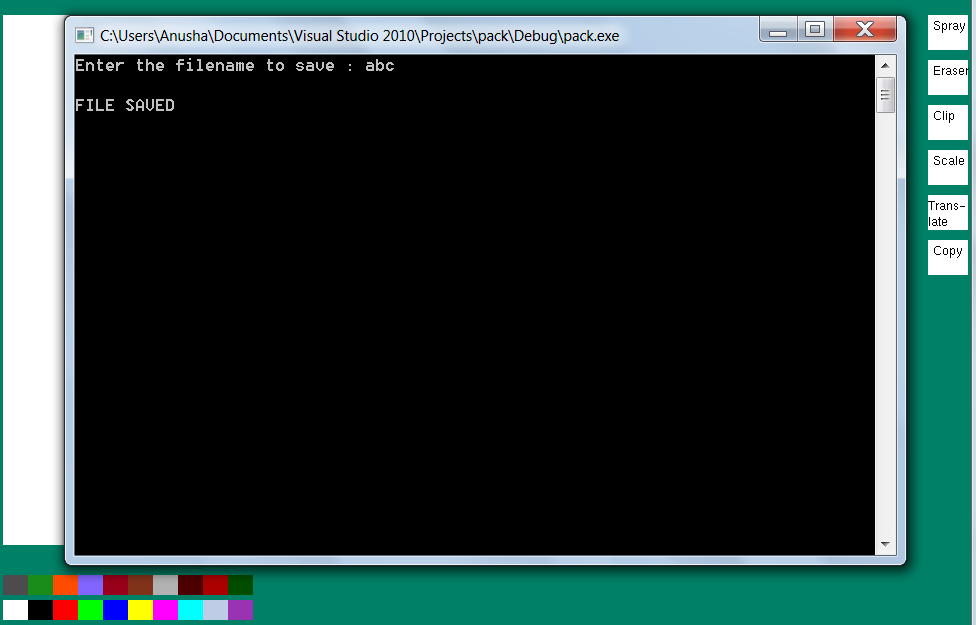 C:\Users\Anusha\Documents\Visual Studio 2010\Projects\pack\Debug\pack.exe
Enter the filename to save : abc
FILE SAVED
Spray
Eraser
Clip
Scale
Trans-
late
Copy